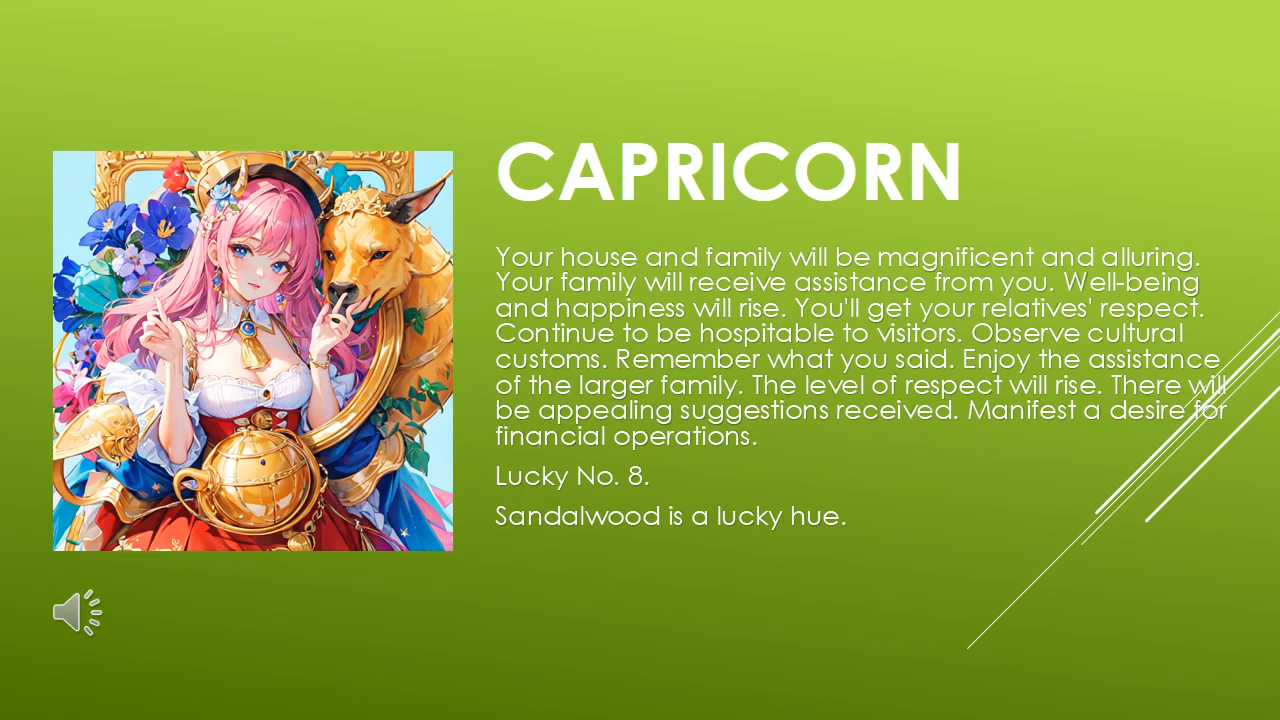 CAPRICORN
Your house and family will be magnificent and alluring.
Your family will receive assistance from you. Well-being
and happiness will rise. You'll get your relatives' respect.
Continue to be hospitable to visitors. Observe cultural
customs. Remember what you said. Enjoy the assistance
of the larger family. The level of respect will rise. There will
be appealing suggestions received. Manifest a desire for
financial operations.
Lucky No. 8.
Sandalwood is a lucky hue.